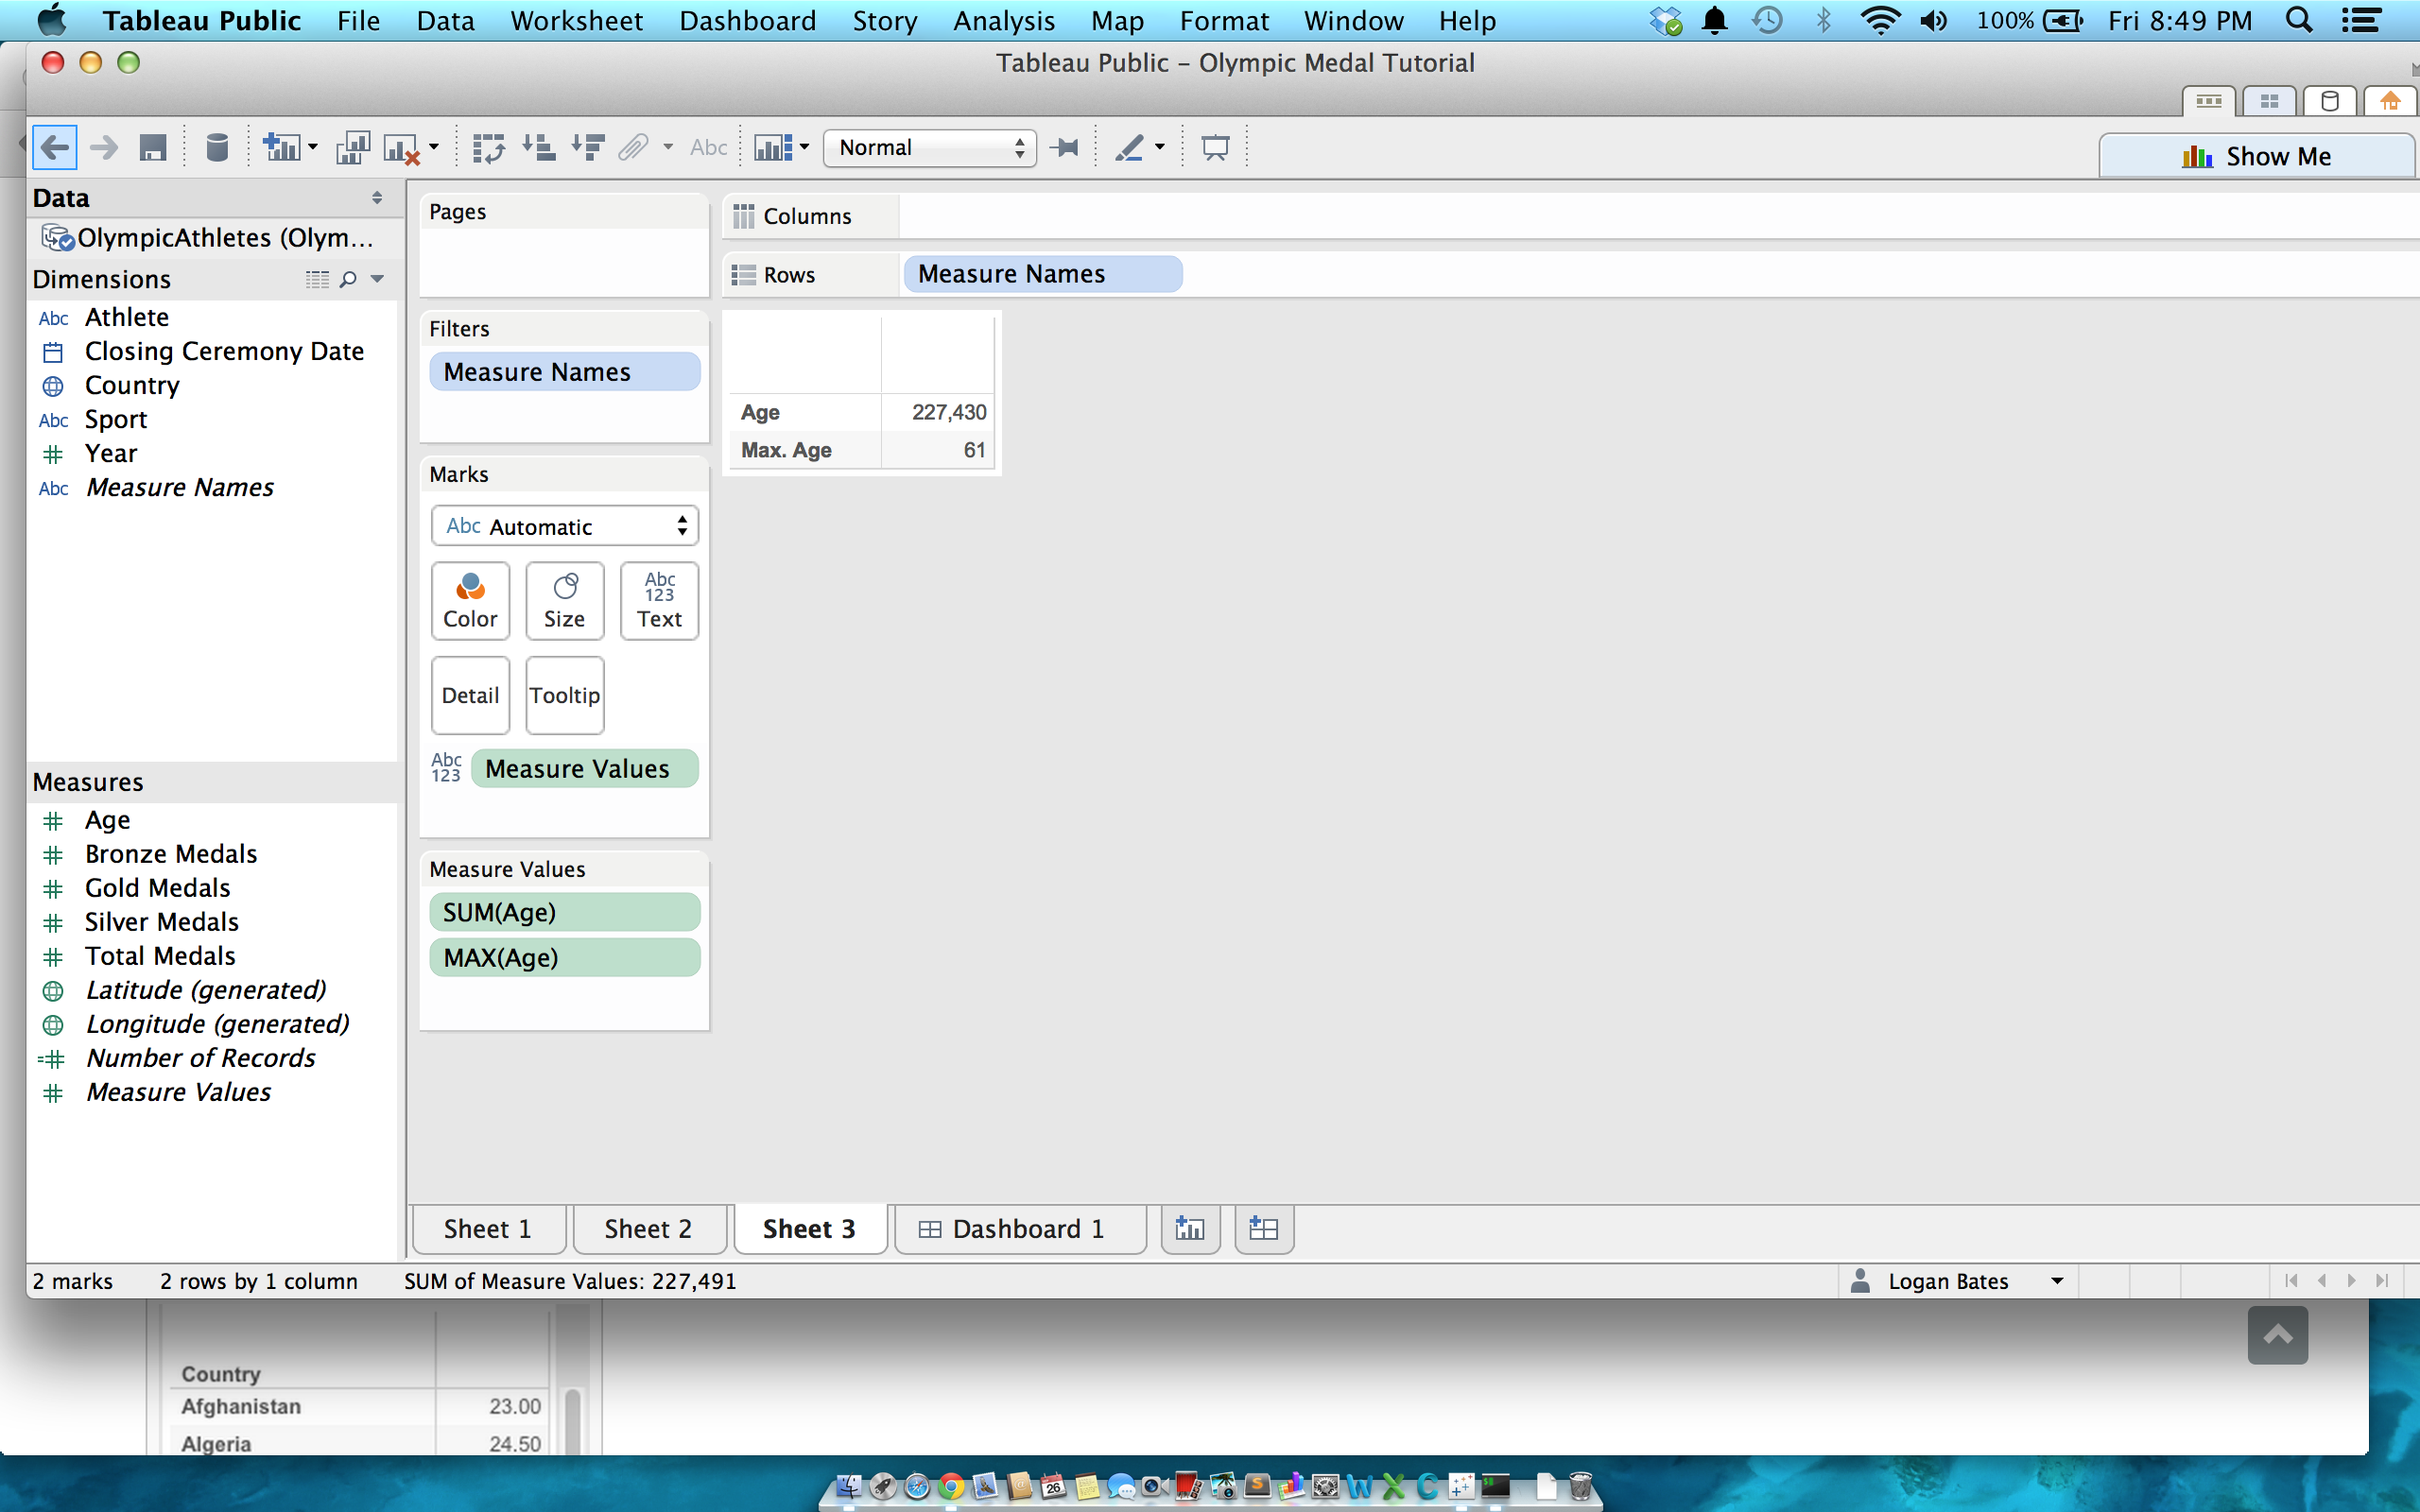 Tableau Public File Data Worksheet Dashboard Story Analysis Map Format Window Help 100% Fri 8:49 PM
Tableau Public – Olympic Medal Tutorial
Abc Normal Show Me
Data
OlympicAthletes (Olym...
Dimensions
Abc Athlete
Closing Ceremony Date
Country
Abc Sport
Year
Abc Measure Names
Measures
Age
Bronze Medals
Gold Medals
Silver Medals
Total Medals
Latitude (generated)
Longitude (generated)
=# Number of Records
Measure Values
Pages
Filters
Measure Names
Marks
Abc Automatic
Color
Size
Abc
123
Text
Detail
Tooltip
Abc
123
Measure Values
Measure Values
SUM(Age)
MAX(Age)
Columns
Rows Measure Names
Age 227,430
Max. Age 61
Sheet 1 Sheet 2 Sheet 3 Dashboard 1
2 marks 2 rows by 1 column SUM of Measure Values: 227,491 Logan Bates
Country
Afghanistan 23.00
Algeria 24.50
26